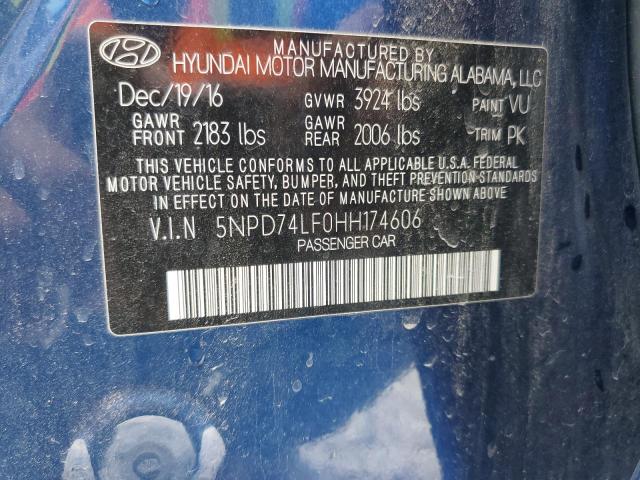 MANUFACTURED BY
HYUNDAI MOTOR MANUFACTURING ALABAMA, LLC
Dec/19/16 GVWR 3924 lbs PAINT VU
GAWR FRONT 2183 lbs GAWR REAR 2006 lbs TRIM PK
THIS VEHICLE CONFORMS TO ALL APPLICABLE U.S.A. FEDERAL
MOTOR VEHICLE SAFETY, BUMPER, AND THEFT PREVENTION STANDARDS
IN EFFECT ON THE DATE OF MANUFACTURE SHOWN ABOVE.
V.I.N 5NPD74LF0HH174606
PASSENGER CAR